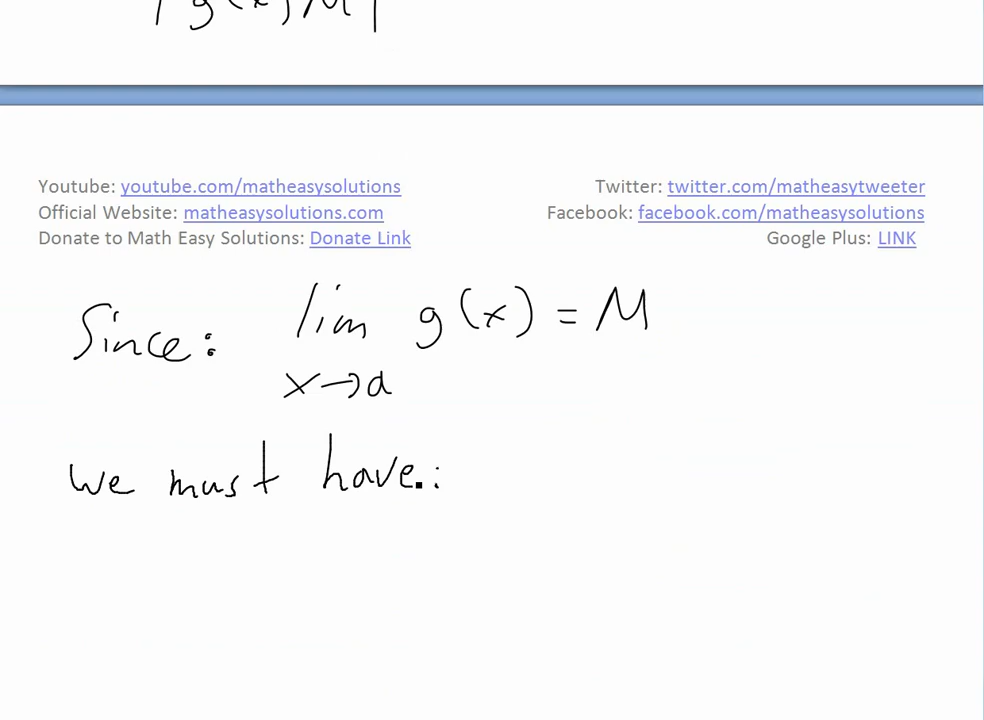 | g(x) M |
Youtube: youtube.com/matheasysolutions
Twitter: twitter.com/matheasytweeter
Official Website: matheasysolutions.com
Facebook: facebook.com/matheasysolutions
Donate to Math Easy Solutions: Donate Link
Google Plus: LINK
Since: lim g(x) = M
x→a
we must have.: